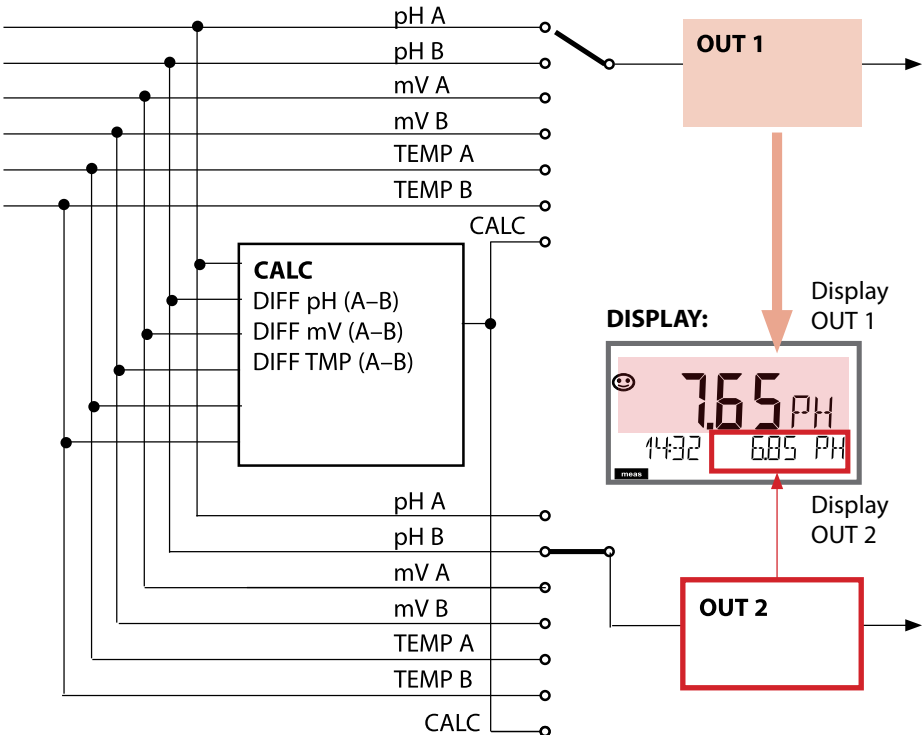 pH A
OUT 1
pH B
mV A
mV B
TEMP A
TEMP B
CALC
CALC
DIFF pH (A–B)
DIFF mV (A–B)
DIFF TMP (A–B)
Display
OUT 1
DISPLAY:
7.65 PH
14:32 6.85 PH
meas
pH A
Display
OUT 2
pH B
mV A
mV B
OUT 2
TEMP A
TEMP B
CALC